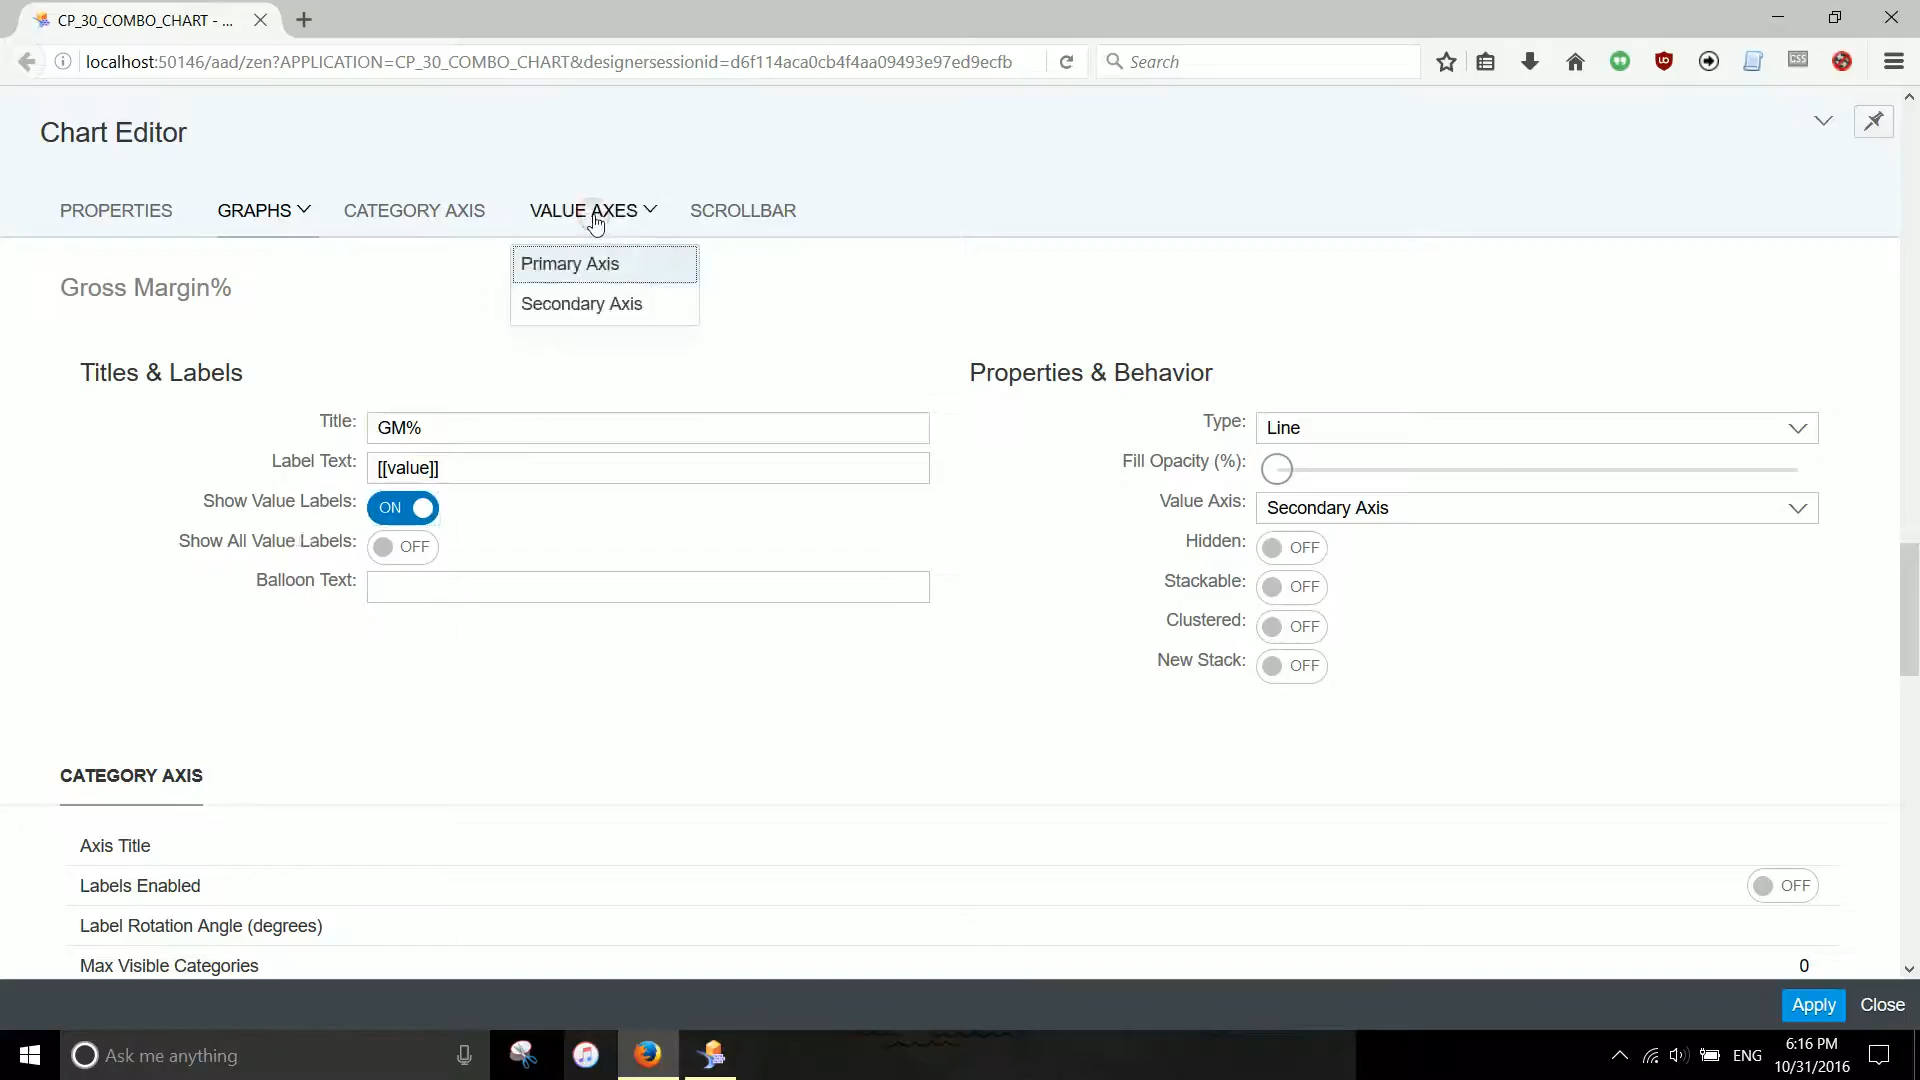 CP_30_COMBO_CHART - ...
localhost:50146/aad/zen?APPLICATION=CP_30_COMBO_CHART&designersessionid=d6f114aca0cb4f4aa09493e97ed9ecfb
Search
CSS
Chart Editor
PROPERTIES GRAPHS CATEGORY AXIS VALUE AXES SCROLLBAR
Primary Axis
Secondary Axis
Gross Margin%
Titles & Labels
Title: GM%
Label Text: [[value]]
Show Value Labels: ON
Show All Value Labels: OFF
Balloon Text:
Properties & Behavior
Type: Line
Fill Opacity (%):
Value Axis: Secondary Axis
Hidden: OFF
Stackable: OFF
Clustered: OFF
New Stack: OFF
CATEGORY AXIS
Axis Title
Labels Enabled OFF
Label Rotation Angle (degrees)
Max Visible Categories 0
Apply Close
Ask me anything
ENG
6:16 PM
10/31/2016